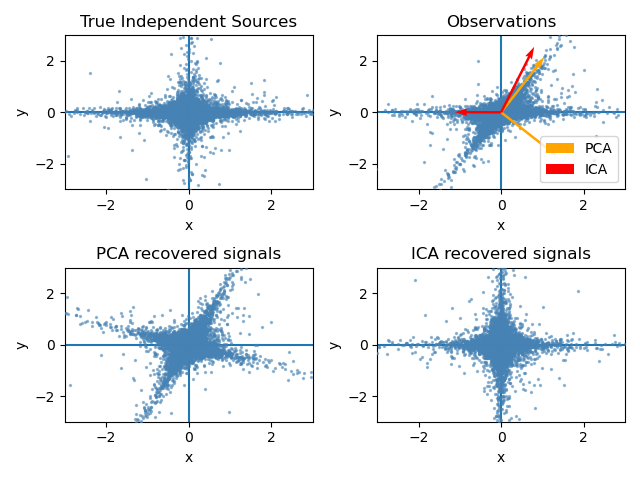 True Independent Sources
y
2
0
−2
−2 0 2
x
Observations
y
2
0
−2
PCA
ICA
−2 0 2
x
PCA recovered signals
y
2
0
−2
−2 0 2
x
ICA recovered signals
y
2
0
−2
−2 0 2
x